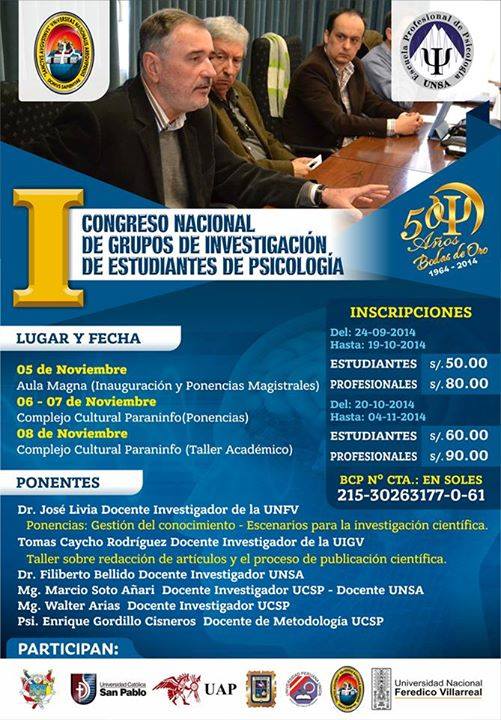 Escuela Profesional de Psicología
UNSA
I
CONGRESO NACIONAL
DE GRUPOS DE INVESTIGACIÓN
DE ESTUDIANTES DE PSICOLOGÍA
50
Años
Bodas de Oro
1964 - 2014
LUGAR Y FECHA
05 de Noviembre
Aula Magna (Inauguración y Ponencias Magistrales)
06 - 07 de Noviembre
Complejo Cultural Paraninfo(Ponencias)
08 de Noviembre
Complejo Cultural Paraninfo (Taller Académico)
INSCRIPCIONES
Del: 24-09-2014
Hasta: 19-10-2014
ESTUDIANTES S/.50.00
PROFESIONALES S/.80.00
Del: 20-10-2014
Hasta: 04-11-2014
ESTUDIANTES S/.60.00
PROFESIONALES S/.90.00
BCP Nº CTA.: EN SOLES
215-30263177-0-61
PONENTES
Dr. José Livia Docente Investigador de la UNFV
Ponencias: Gestión del conocimiento - Escenarios para la investigación científica.
Tomas Caycho Rodríguez Docente Investigador de la UIGV
Taller sobre redacción de artículos y el proceso de publicación científica.
Dr. Filiberto Bellido Docente Investigador UNSA
Mg. Marcio Soto Añari Docente Investigador UCSP - Docente UNSA
Mg. Walter Arias Docente Investigador UCSP
Psi. Enrique Gordillo Cisneros Docente de Metodología UCSP
PARTICIPAN:
Universidad Católica
San Pablo
UAP
Universidad Nacional
Feredico Villarreal